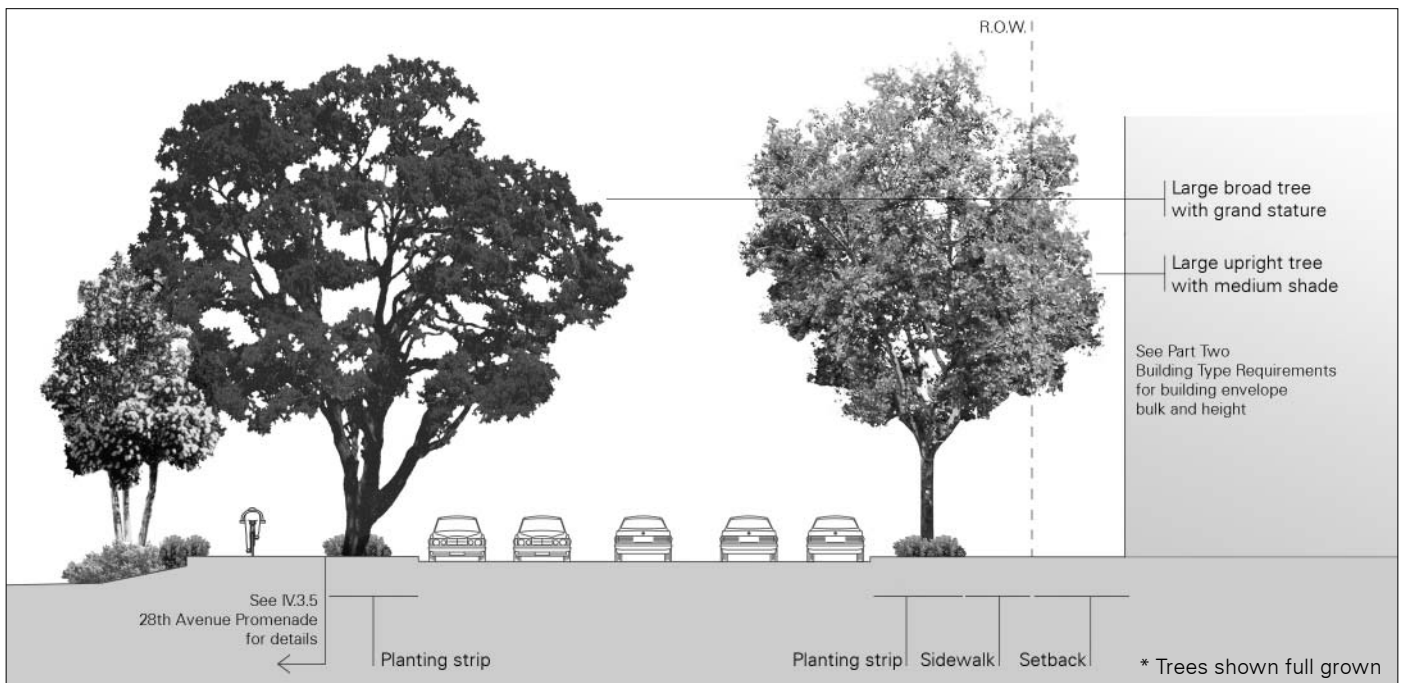 R.O.W.
Large broad tree
with grand stature
Large upright tree
with medium shade
See Part Two
Building Type Requirements
for building envelope
bulk and height
See IV.3.5
28th Avenue Promenade
for details
Planting strip
Planting strip
Sidewalk
Setback
* Trees shown full grown